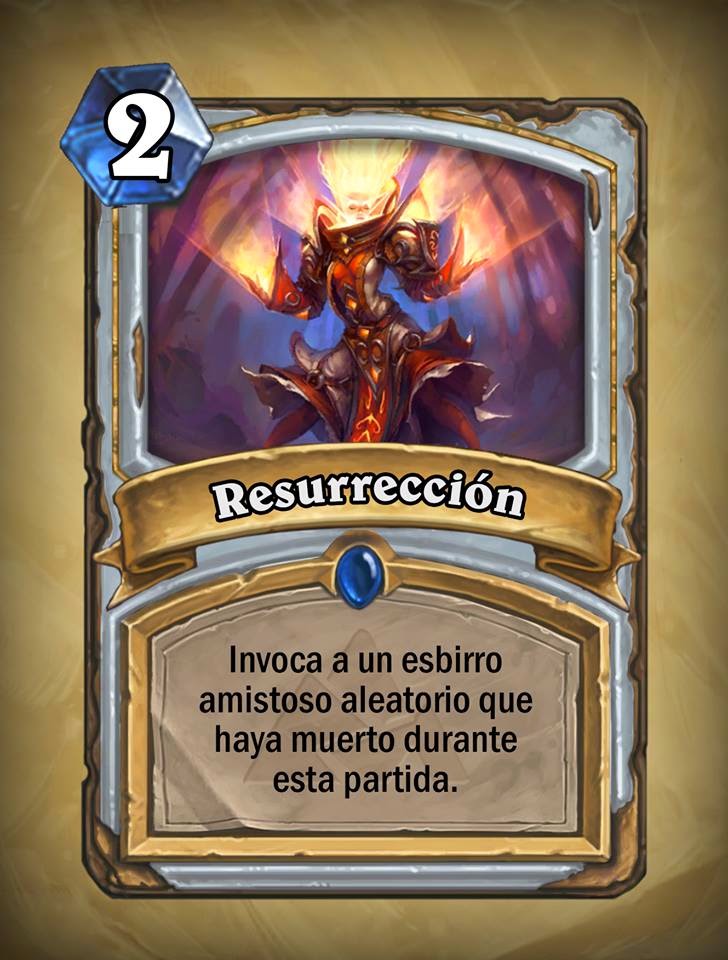 2
Resurrección
Invoca a un esbirro
amistoso aleatorio que
haya muerto durante
esta partida.